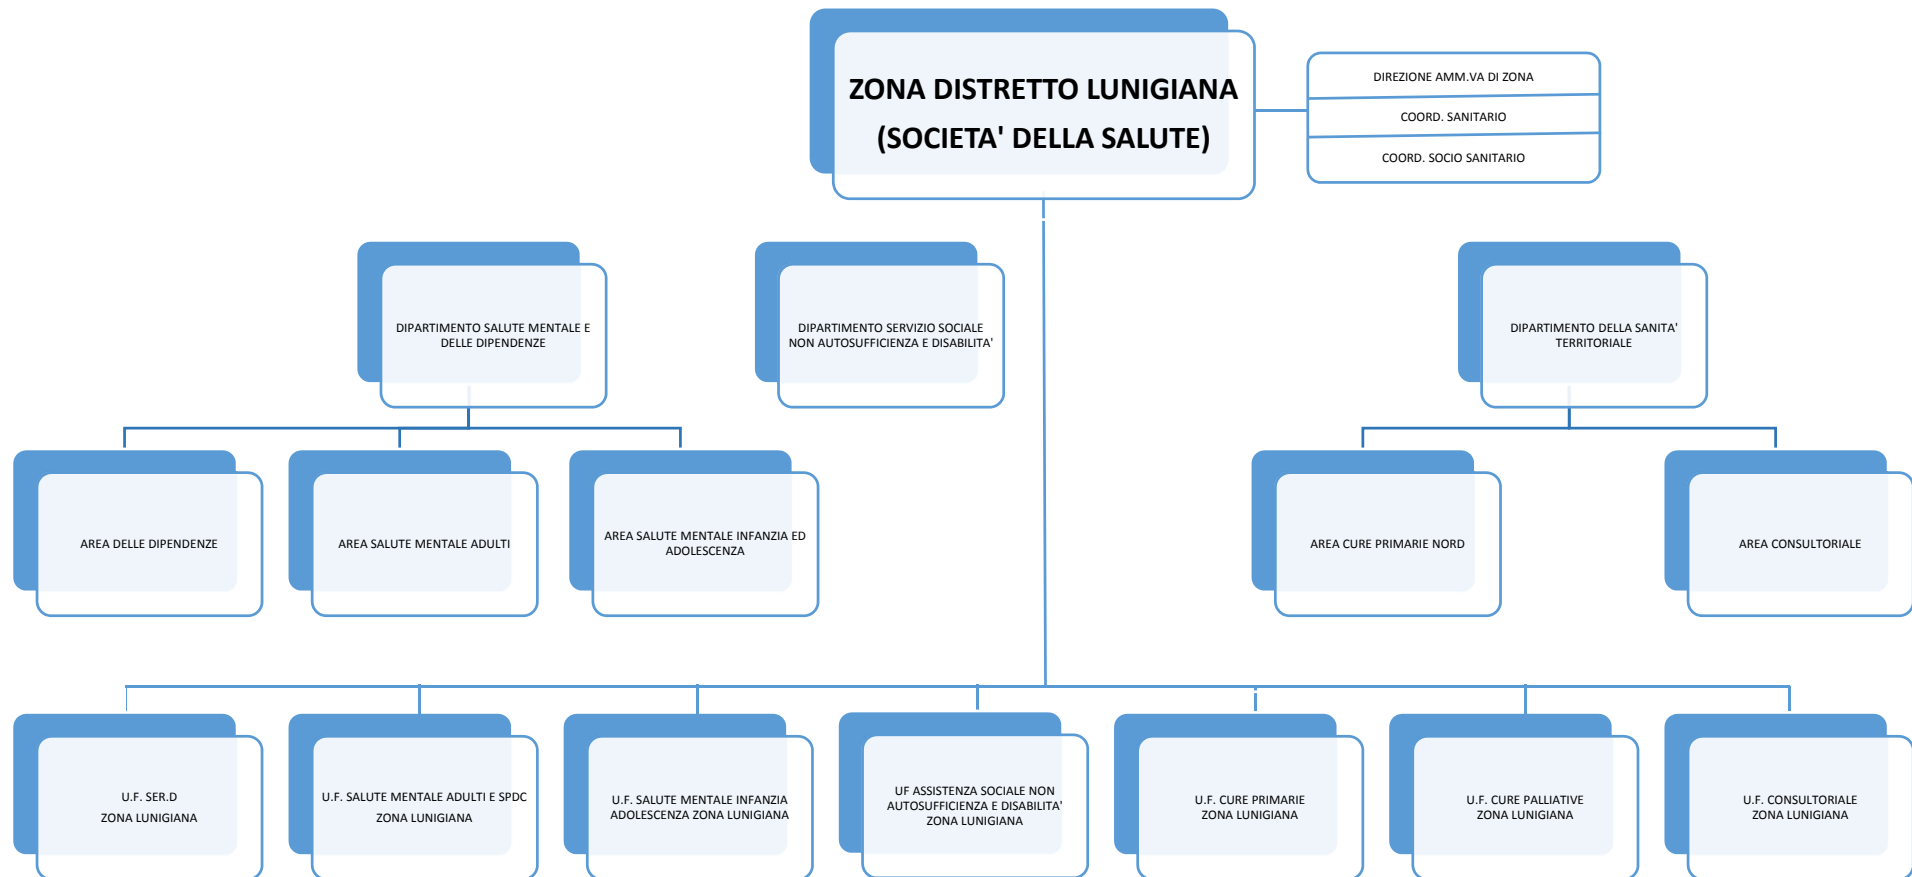 ZONA DISTRETTO LUNIGIANA
(SOCIETA' DELLA SALUTE)
DIREZIONE AMM.VA DI ZONA
COORD. SANITARIO
COORD. SOCIO SANITARIO
DIPARTIMENTO SALUTE MENTALE E
DELLE DIPENDENZE
DIPARTIMENTO SERVIZIO SOCIALE
NON AUTOSUFFICIENZA E DISABILITA'
DIPARTIMENTO DELLA SANITA'
TERRITORIALE
AREA DELLE DIPENDENZE
AREA SALUTE MENTALE ADULTI
AREA SALUTE MENTALE INFANZIA ED
ADOLESCENZA
AREA CURE PRIMARIE NORD
AREA CONSULTORIALE
U.F. SER.D
ZONA LUNIGIANA
U.F. SALUTE MENTALE ADULTI E SPDC
ZONA LUNIGIANA
U.F. SALUTE MENTALE INFANZIA
ADOLESCENZA ZONA LUNIGIANA
UF ASSISTENZA SOCIALE NON
AUTOSUFFICIENZA E DISABILITA'
ZONA LUNIGIANA
U.F. CURE PRIMARIE
ZONA LUNIGIANA
U.F. CURE PALLIATIVE
ZONA LUNIGIANA
U.F. CONSULTORIALE
ZONA LUNIGIANA